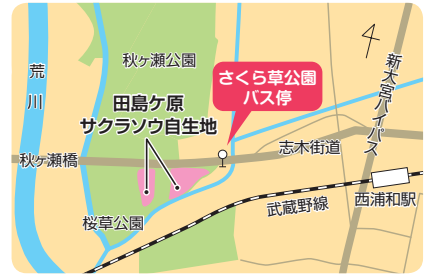 荒川
秋ヶ瀬公園
さくら草公園
バス停
新大宮バイパス
田島ケ原
サクラソウ自生地
秋ヶ瀬橋
志木街道
桜草公園
武蔵野線
西浦和駅